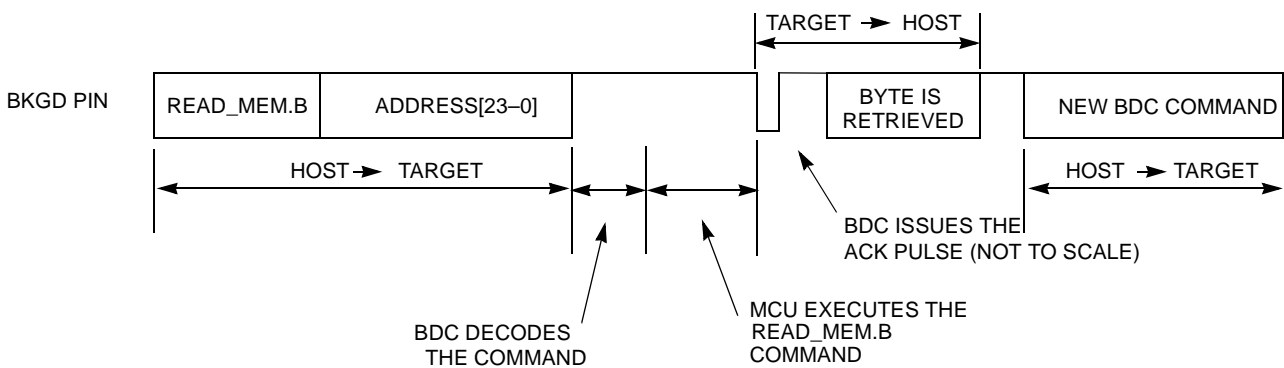 TARGET → HOST
BKGD PIN
READ_MEM.B
ADDRESS[23–0]
BYTE IS
RETRIEVED
NEW BDC COMMAND
HOST → TARGET
HOST → TARGET
BDC ISSUES THE
ACK PULSE (NOT TO SCALE)
BDC DECODES
THE COMMAND
MCU EXECUTES THE
READ_MEM.B
COMMAND